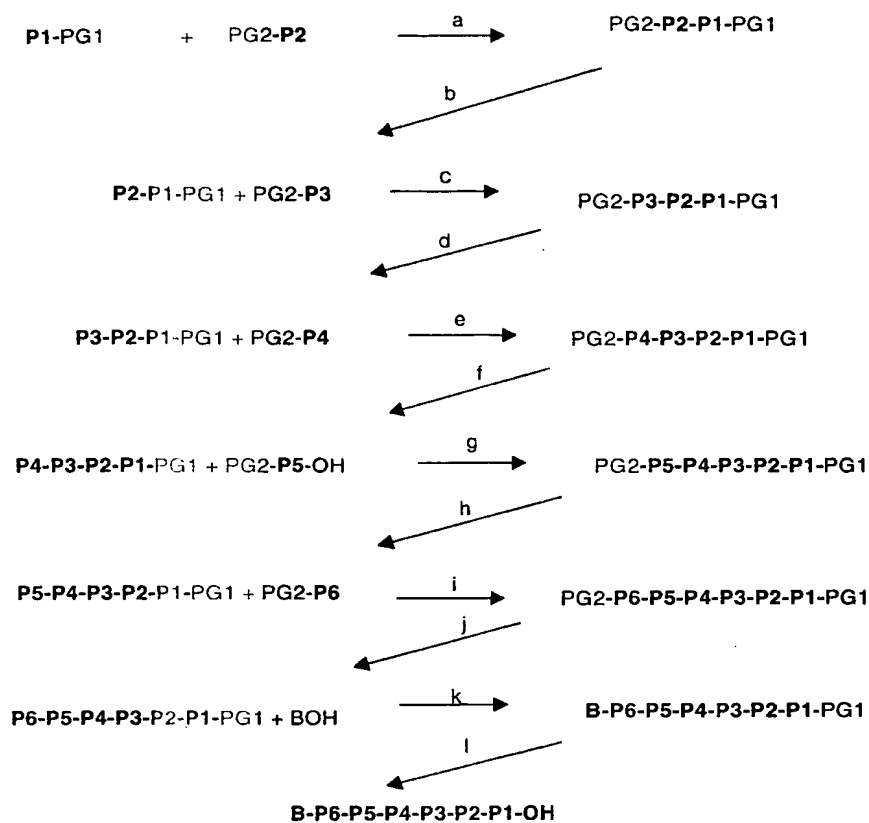 P1-PG1 + PG2-P2 a PG2-P2-P1-PG1
b
P2-P1-PG1 + PG2-P3 c PG2-P3-P2-P1-PG1
d
P3-P2-P1-PG1 + PG2-P4 e PG2-P4-P3-P2-P1-PG1
f
P4-P3-P2-P1-PG1 + PG2-P5-OH g PG2-P5-P4-P3-P2-P1-PG1
h
P5-P4-P3-P2-P1-PG1 + PG2-P6 i PG2-P6-P5-P4-P3-P2-P1-PG1
j
P6-P5-P4-P3-P2-P1-PG1 + BOH k B-P6-P5-P4-P3-P2-P1-PG1
l
B-P6-P5-P4-P3-P2-P1-OH